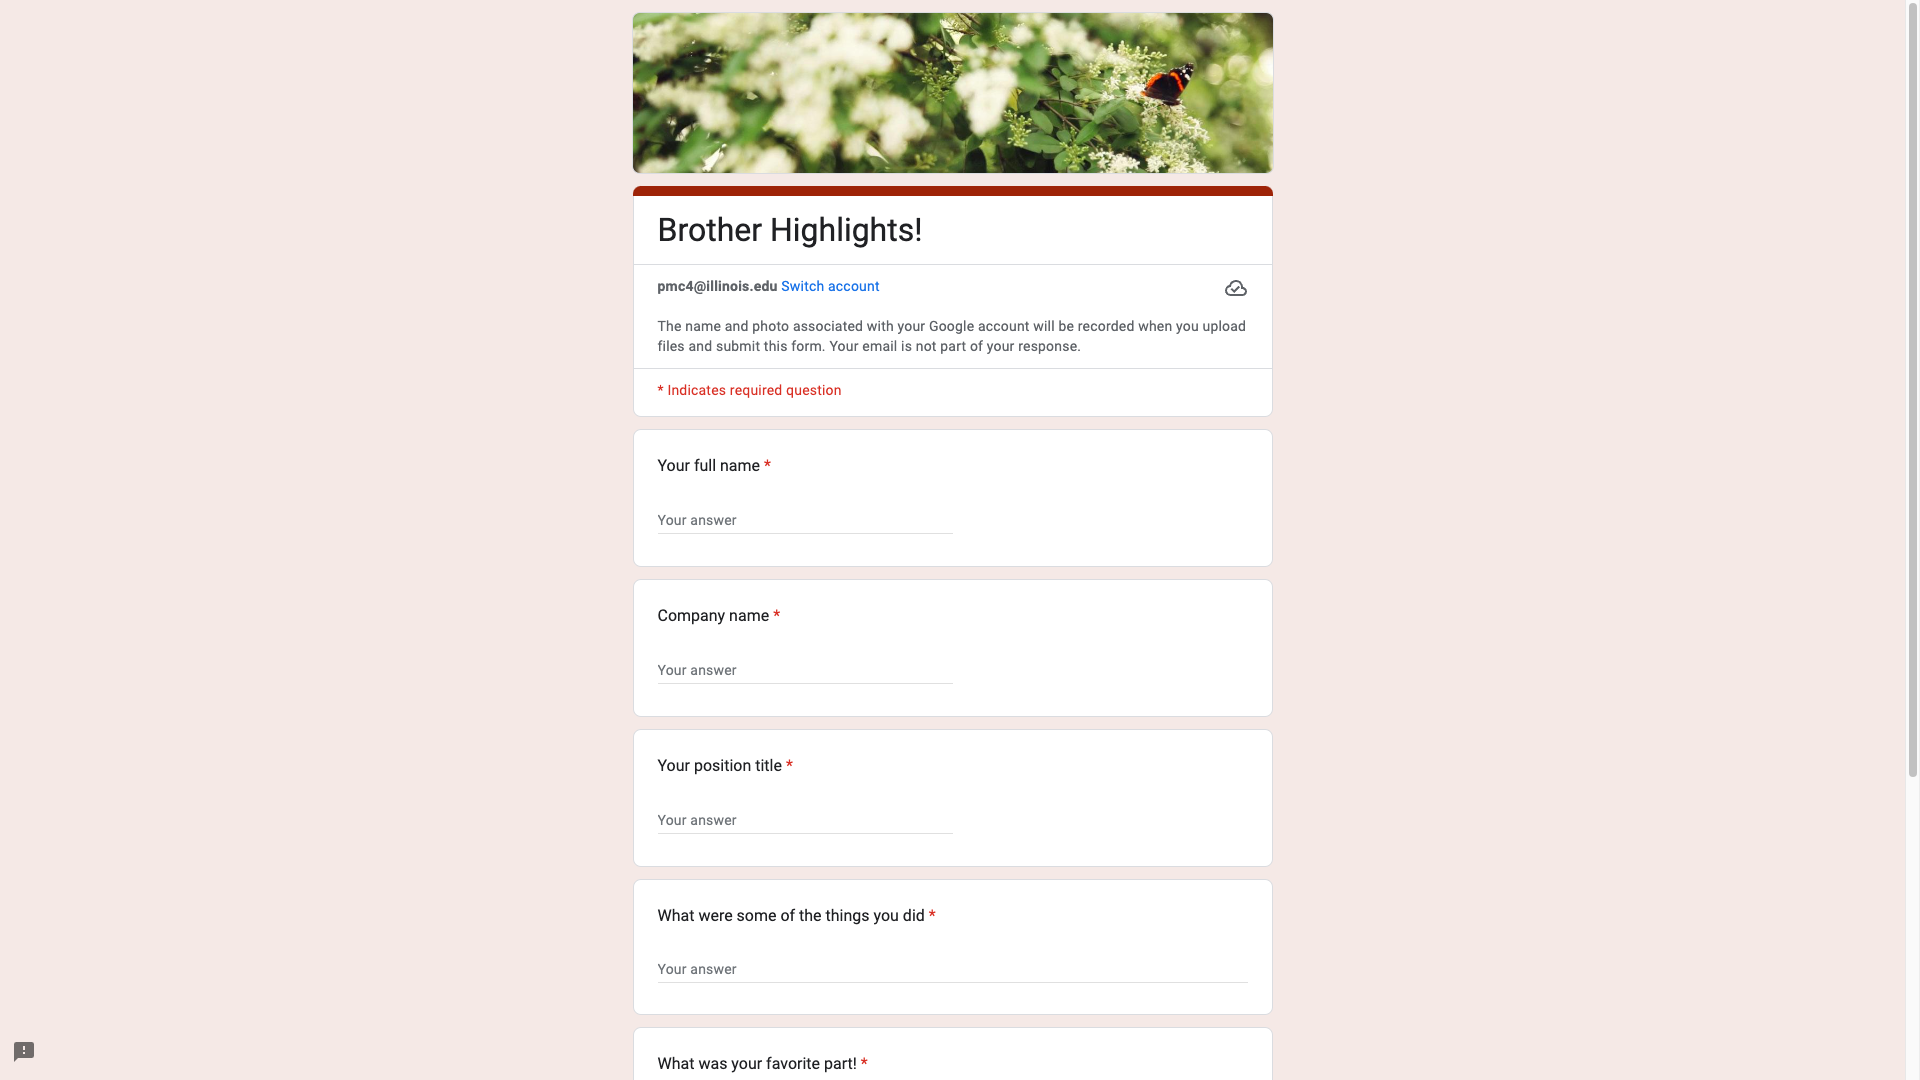 Brother Highlights!
pmc4@illinois.edu Switch account
The name and photo associated with your Google account will be recorded when you upload
files and submit this form. Your email is not part of your response.
* Indicates required question
Your full name *
Your answer
Company name *
Your answer
Your position title *
Your answer
What were some of the things you did *
Your answer
What was your favorite part! *